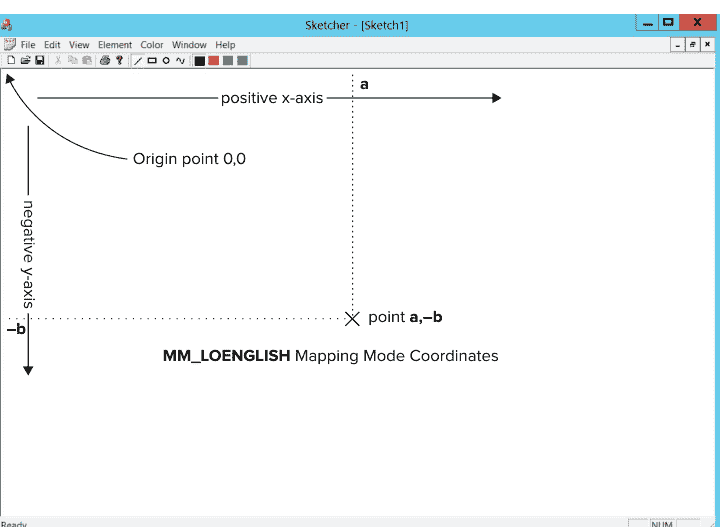 Sketcher - [Sketch1]
File Edit View Element Color Window Help
a
positive x-axis
Origin point 0,0
negative y-axis
–b
point a,–b
MM_LOENGLISH Mapping Mode Coordinates
Ready
NUM